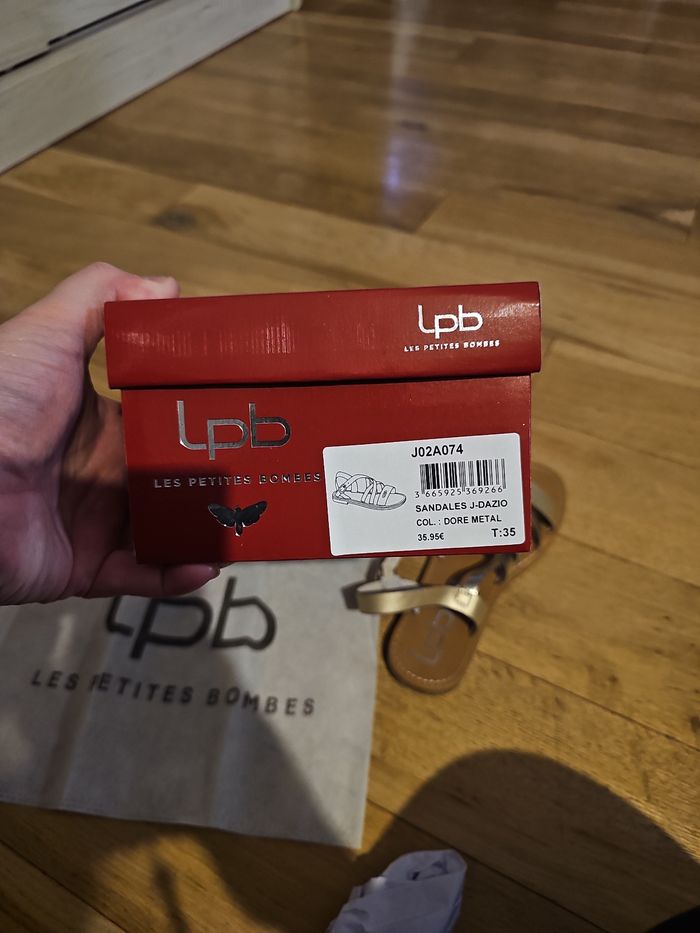 lpb
LES PETITES BOMBES
lpb
LES PETITES BOMBES
J02A074
3 665925 369266
SANDALES J-DAZIO
COL. : DORE METAL
35.95€ T:35
lpb
LES PETITES BOMBES
lpb